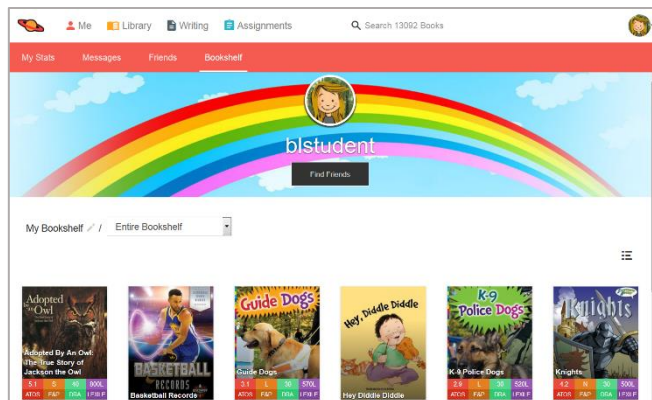 Me Library Writing Assignments Search 13092 Books
My Stats Messages Friends Bookshelf
blstudent
Find Friends
My Bookshelf / Entire Bookshelf
Adopted
by an Owl
Adopted By An Owl:
The True Story of
Jackson the Owl
5.1 S 40 800L
ATOS F&P DRA LEXILE
BASKETBALL
RECORDS
Basketball Records
Guide Dogs
Guide Dogs
3.1 L 30 570L
ATOS F&P DRA LEXILE
Hey, Diddle Diddle
Hey Diddle Diddle
K-9
Police Dogs
K-9 Police Dogs
2.9 L 30 520L
ATOS F&P DRA LEXILE
Knights
Knights
4.2 N 30 500L
ATOS F&P DRA LEXILE